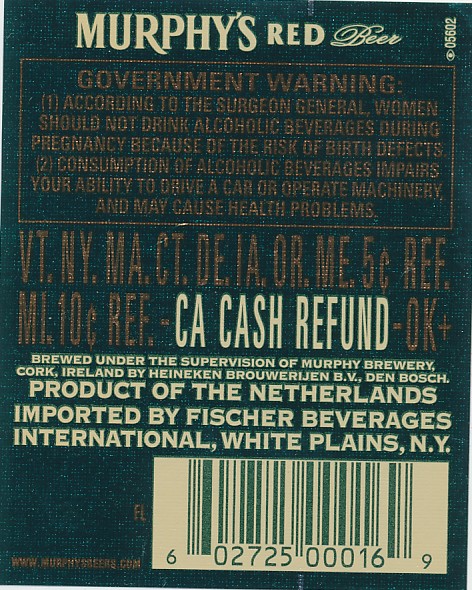 MURPHY'S RED Beer
05602
GOVERNMENT WARNING:
(1) ACCORDING TO THE SURGEON GENERAL, WOMEN
SHOULD NOT DRINK ALCOHOLIC BEVERAGES DURING
PREGNANCY BECAUSE OF THE RISK OF BIRTH DEFECTS.
(2) CONSUMPTION OF ALCOHOLIC BEVERAGES IMPAIRS
YOUR ABILITY TO DRIVE A CAR OR OPERATE MACHINERY,
AND MAY CAUSE HEALTH PROBLEMS.
VT. NY. MA. CT. DE. IA. OR. ME. 5¢ REF.
MI. 10¢ REF. - CA CASH REFUND - OK+
BREWED UNDER THE SUPERVISION OF MURPHY BREWERY,
CORK, IRELAND BY HEINEKEN BROUWERIJEN B.V., DEN BOSCH.
PRODUCT OF THE NETHERLANDS
IMPORTED BY FISCHER BEVERAGES
INTERNATIONAL, WHITE PLAINS, N.Y.
FL
WWW.MURPHYSBEERS.COM
6 02725 00016 9